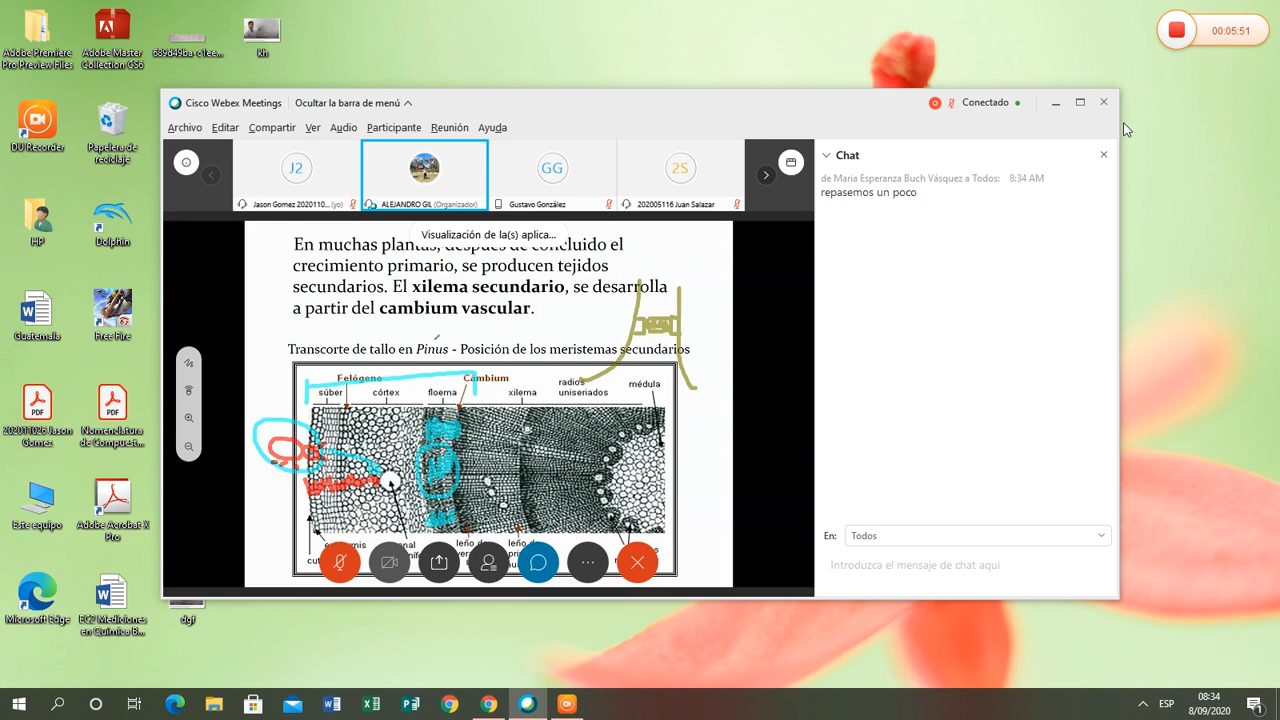 Adobe Premiere
Pro Preview Files
Adobe Master
Collection CS6
kh
00:05:51
DU Recorder
Papelera de
reciclaje
HP
Dolphin
Guatemala
Free Fire
Jason
Gomez
Nomenclatura
de Compuest...
Este equipo
Adobe Acrobat X
Pro
Microsoft Edge
EC2 Mediciones
en Química B...
dgf
Cisco Webex Meetings
Ocultar la barra de menú
Conectado
Archivo Editar Compartir Ver Audio Participante Reunión Ayuda
J2
GG
2S
Jason Gomez 2020110... (yo)
ALEJANDRO GIL (Organizador)
Gustavo González
202005116 Juan Salazar
Visualización de la(s) aplica...
En muchas plantas, después de concluido el
crecimiento primario, se producen tejidos
secundarios. El xilema secundario, se desarrolla
a partir del cambium vascular.
Transcorte de tallo en Pinus - Posición de los meristemas secundarios
Felógeno Cámbium
súber córtex floema xilema radios
uniseriados médula
Chat
de Maria Esperanza Buch Vásquez a Todos: 8:34 AM
repasemos un poco
En: Todos
Introduzca el mensaje de chat aquí
ESP
08:34
8/09/2020